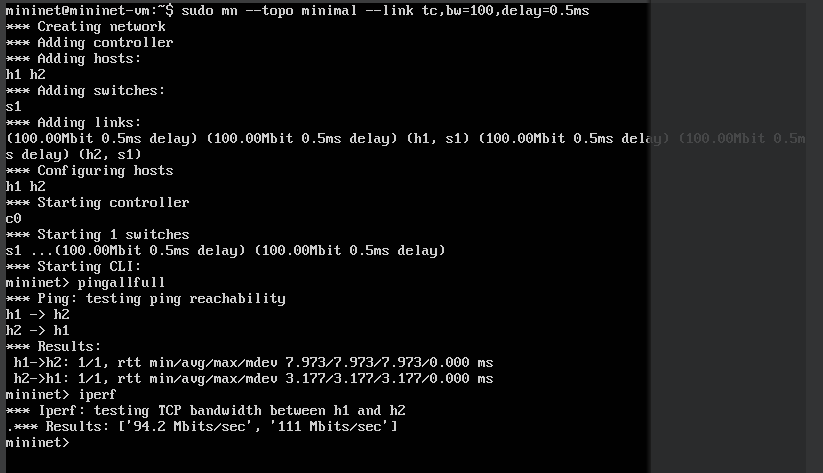 mininet@mininet-vm:~$ sudo mn --topo minimal --link tc,bw=100,delay=0.5ms
*** Creating network
*** Adding controller
*** Adding hosts:
h1 h2
*** Adding switches:
s1
*** Adding links:
(100.00Mbit 0.5ms delay) (100.00Mbit 0.5ms delay) (h1, s1) (100.00Mbit 0.5ms delay) (100.00Mbit 0.5m
s delay) (h2, s1)
*** Configuring hosts
h1 h2
*** Starting controller
c0
*** Starting 1 switches
s1 ...(100.00Mbit 0.5ms delay) (100.00Mbit 0.5ms delay)
*** Starting CLI:
mininet> pingallfull
*** Ping: testing ping reachability
h1 -> h2
h2 -> h1
*** Results:
 h1->h2: 1/1, rtt min/avg/max/mdev 7.973/7.973/7.973/0.000 ms
 h2->h1: 1/1, rtt min/avg/max/mdev 3.177/3.177/3.177/0.000 ms
mininet> iperf
*** Iperf: testing TCP bandwidth between h1 and h2
.*** Results: ['94.2 Mbits/sec', '111 Mbits/sec']
mininet>